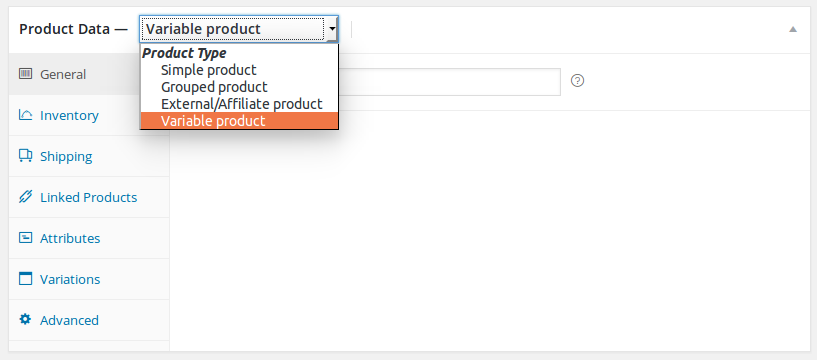 Product Data — Variable product
Product Type
Simple product
Grouped product
External/Affiliate product
Variable product
General
Inventory
Shipping
Linked Products
Attributes
Variations
Advanced